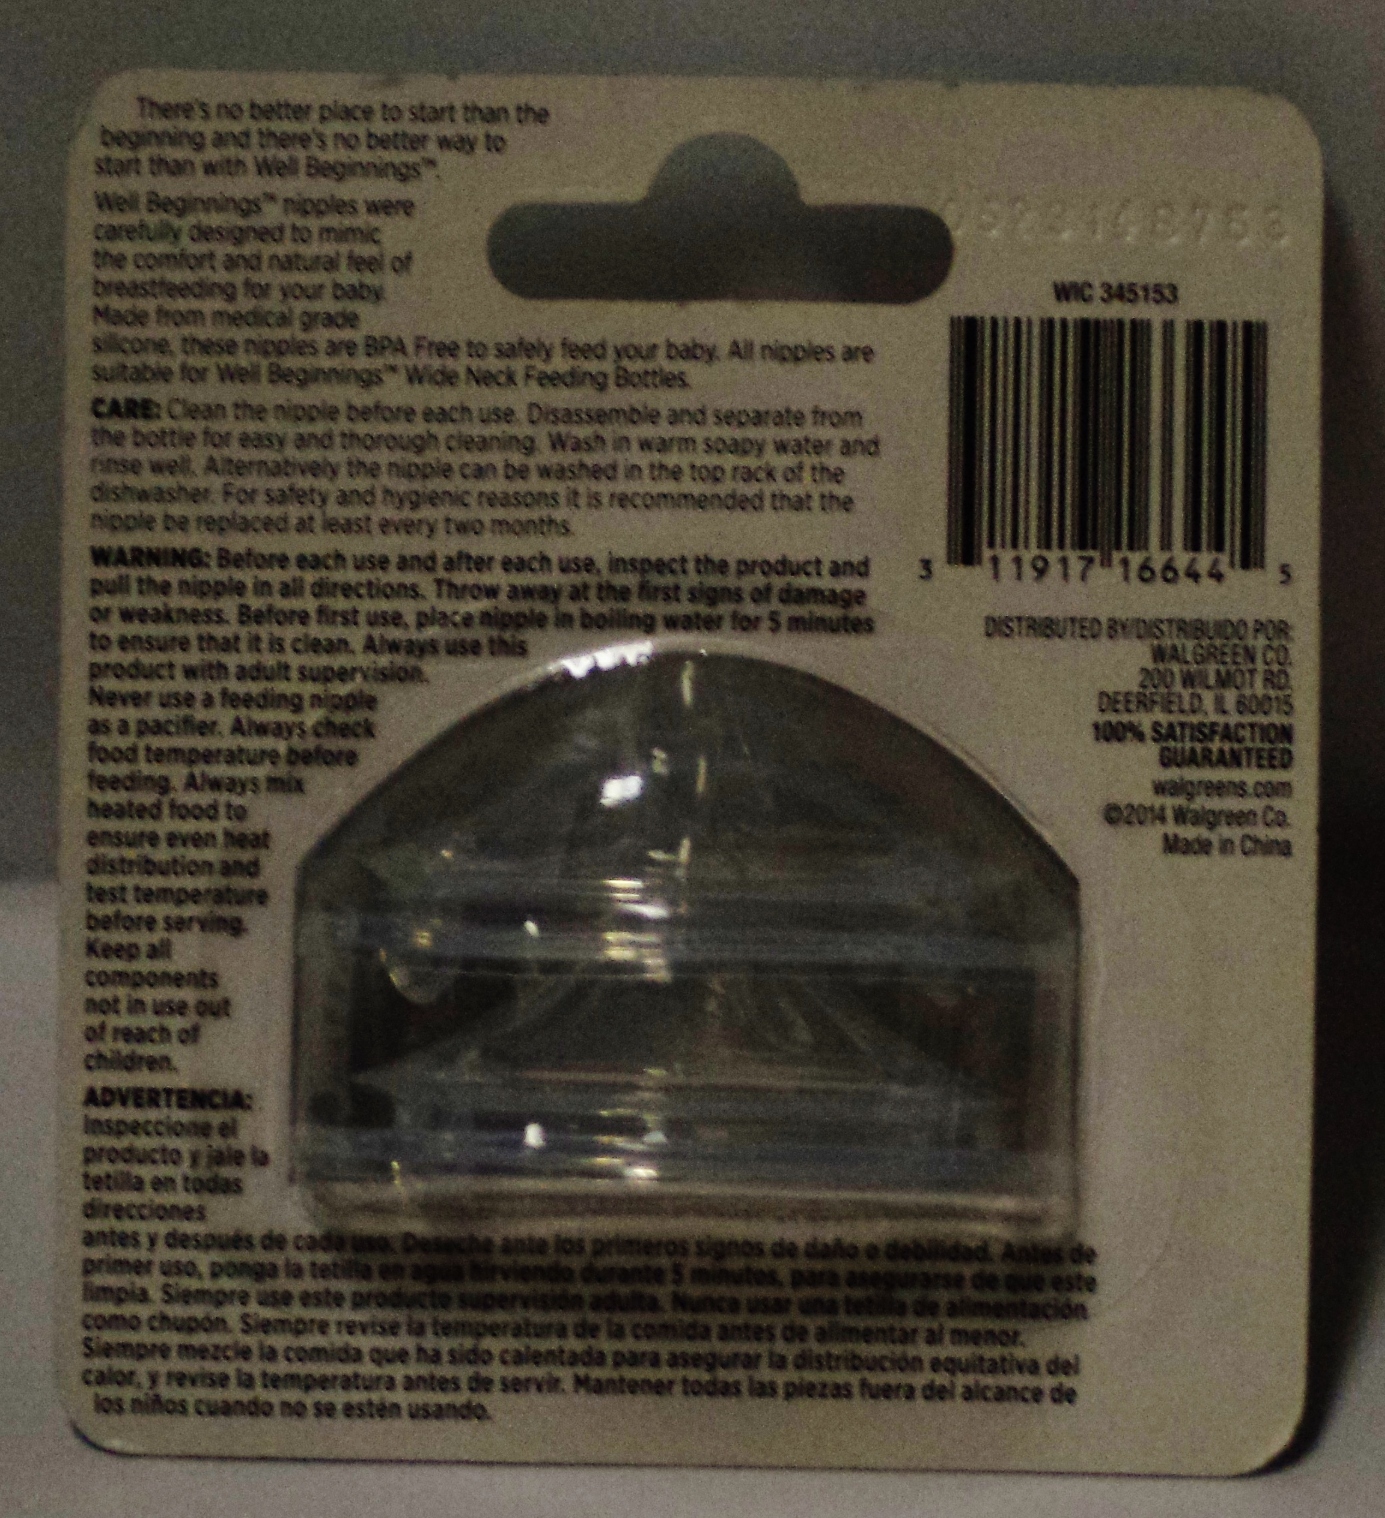 There's no better place to start than the
beginning and there's no better way to
start than with Well Beginnings™.
Well Beginnings™ nipples were
carefully designed to mimic
the comfort and natural feel of
breastfeeding for your baby.
Made from medical grade
silicone, these nipples are BPA Free to safely feed your baby. All nipples are
suitable for Well Beginnings™ Wide Neck Feeding Bottles.
CARE: Clean the nipple before each use. Disassemble and separate from
the bottle for easy and thorough cleaning. Wash in warm soapy water and
rinse well. Alternatively the nipple can be washed in the top rack of the
dishwasher. For safety and hygienic reasons it is recommended that the
nipple be replaced at least every two months.
WARNING: Before each use and after each use, inspect the product and
pull the nipple in all directions. Throw away at the first signs of damage
or weakness. Before first use, place nipple in boiling water for 5 minutes
to ensure that it is clean. Always use this
product with adult supervision.
Never use a feeding nipple
as a pacifier. Always check
food temperature before
feeding. Always mix
heated food to
ensure even heat
distribution and
test temperature
before serving.
Keep all
components
not in use out
of reach of
children.
ADVERTENCIA:
Inspeccione el
producto y jale la
tetilla en todas
direcciones
antes y después de cada uso. Deseche ante los primeros signos de daño o debilidad. Antes de
primer uso, ponga la tetilla en agua hirviendo durante 5 minutos, para asegurarse de que este
limpia. Siempre use este producto supervisión adulta. Nunca usar una tetilla de alimentación
como chupón. Siempre revise la temperatura de la comida antes de alimentar al menor.
Siempre mezcle la comida que ha sido calentada para asegurar la distribución equitativa del
calor, y revise la temperatura antes de servir. Mantener todas las piezas fuera del alcance de
los niños cuando no se estén usando.
WIC 345153
3 11917 16644 5
DISTRIBUTED BY/DISTRIBUIDO POR:
WALGREEN CO.
200 WILMOT RD.
DEERFIELD, IL 60015
100% SATISFACTION
GUARANTEED
walgreens.com
©2014 Walgreen Co.
Made in China